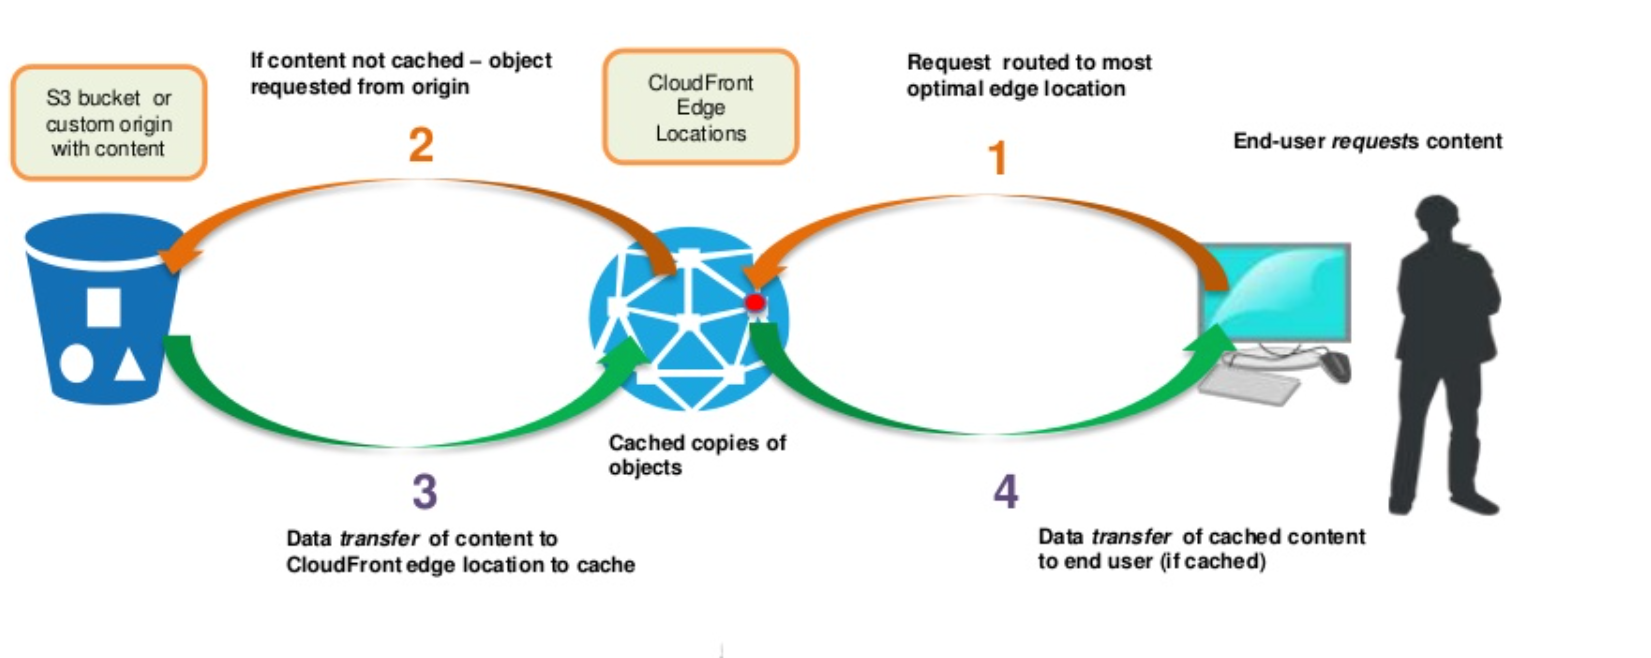 If content not cached – object
requested from origin
2
S3 bucket or
custom origin
with content
CloudFront
Edge
Locations
Request routed to most
optimal edge location
1
End-user requests content
Cached copies of
objects
3
Data transfer of content to
CloudFront edge location to cache
4
Data transfer of cached content
to end user (if cached)